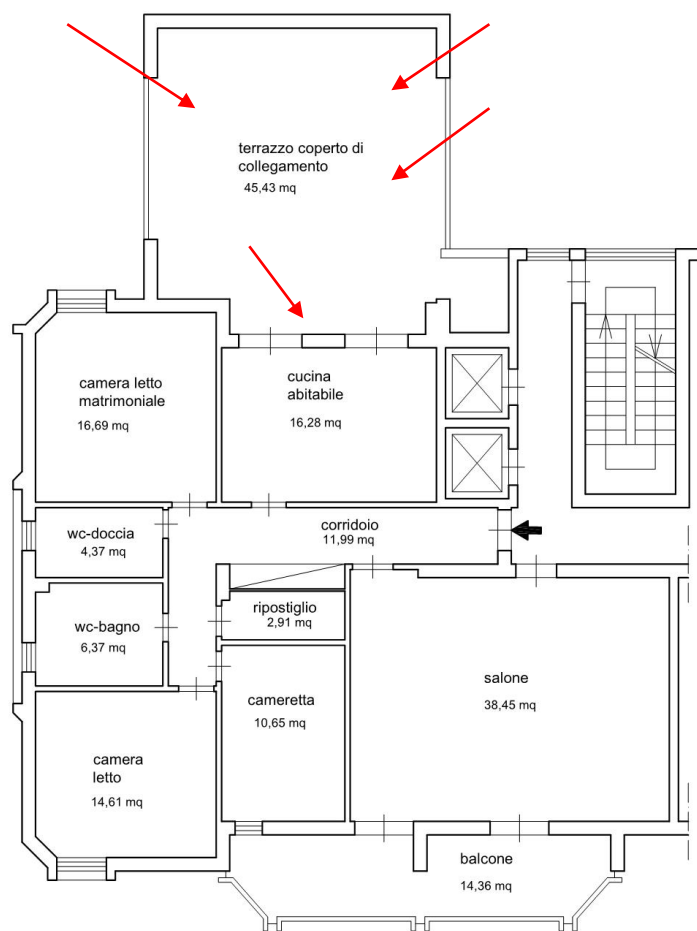 terrazzo coperto di
collegamento
45,43 mq
camera letto
matrimoniale
16,69 mq
cucina
abitabile
16,28 mq
wc-doccia
4,37 mq
corridoio
11,99 mq
ripostiglio
2,91 mq
wc-bagno
6,37 mq
cameretta
10,65 mq
salone
38,45 mq
camera
letto
14,61 mq
balcone
14,36 mq